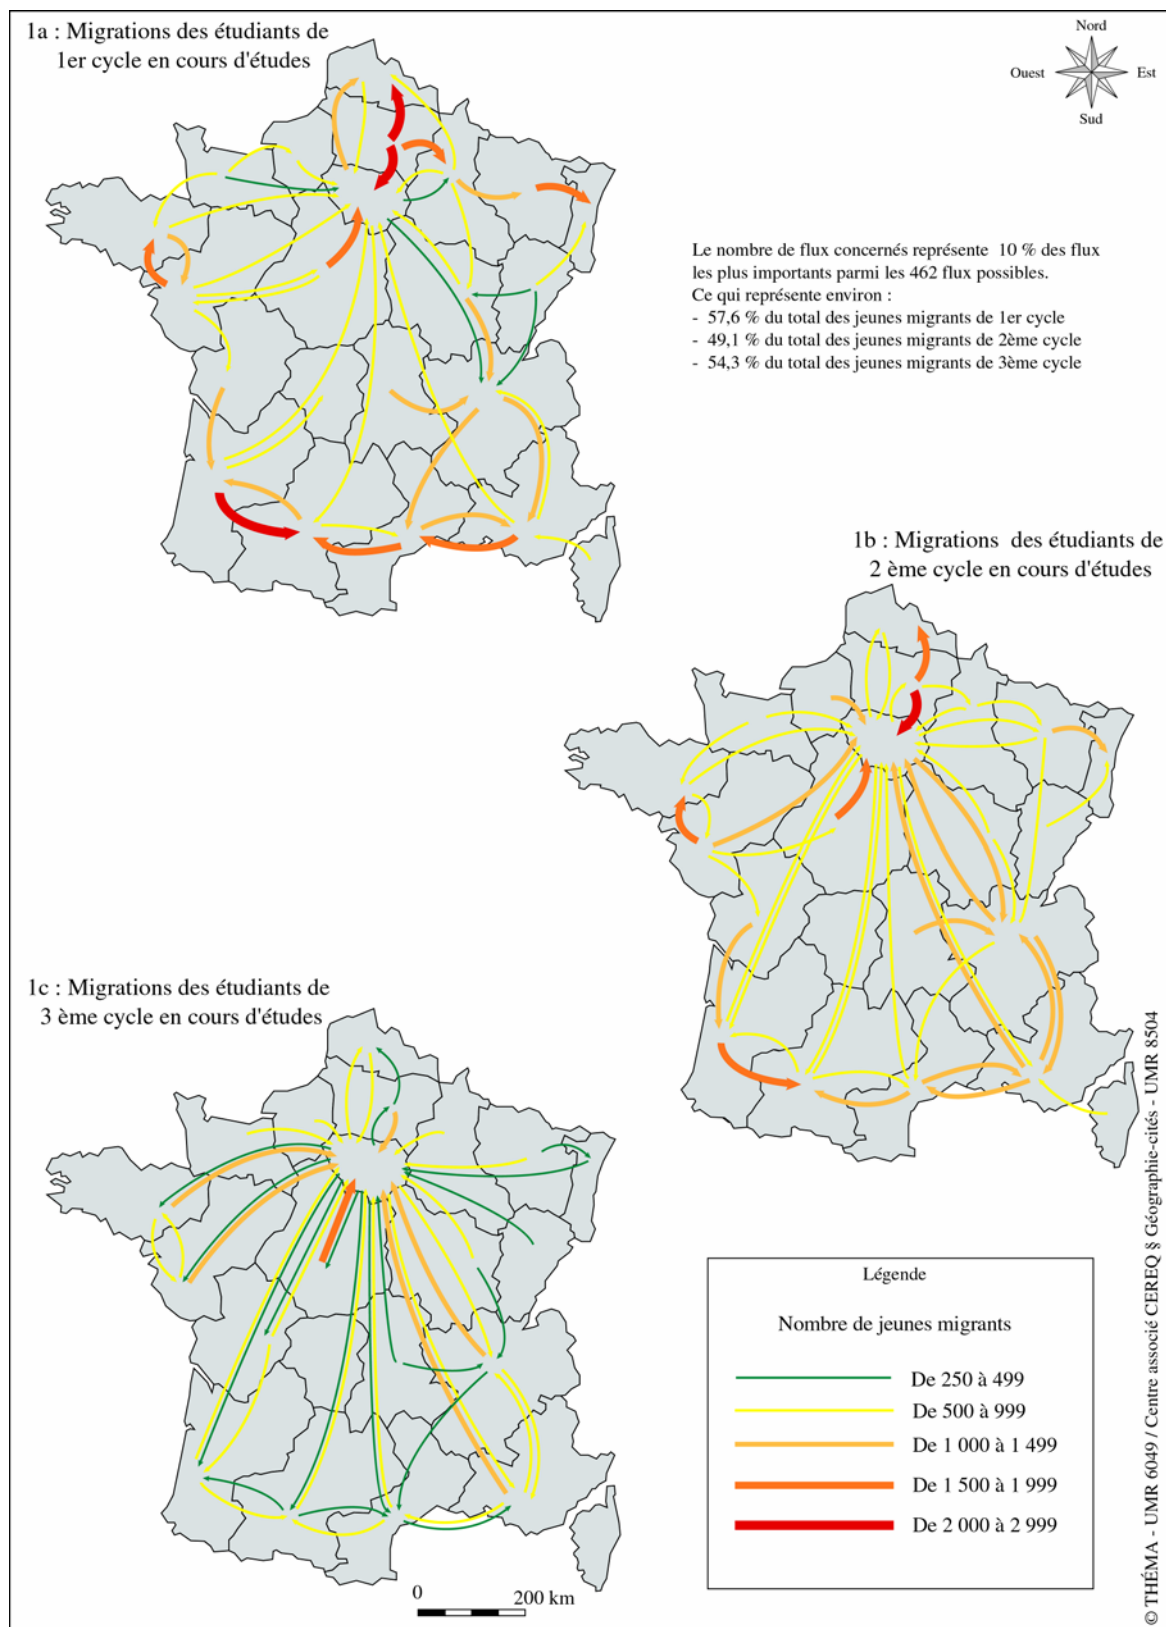 1a : Migrations des étudiants de
1er cycle en cours d'études
Nord
Ouest
Est
Sud
Le nombre de flux concernés représente 10 % des flux
les plus importants parmi les 462 flux possibles.
Ce qui représente environ :
- 57,6 % du total des jeunes migrants de 1er cycle
- 49,1 % du total des jeunes migrants de 2ème cycle
- 54,3 % du total des jeunes migrants de 3ème cycle
1b : Migrations des étudiants de
2 ème cycle en cours d'études
1c : Migrations des étudiants de
3 ème cycle en cours d'études
Légende
Nombre de jeunes migrants
De 250 à 499
De 500 à 999
De 1 000 à 1 499
De 1 500 à 1 999
De 2 000 à 2 999
0
200 km
© THÉMA - UMR 6049 / Centre associé CEREQ § Géographie-cités - UMR 8504